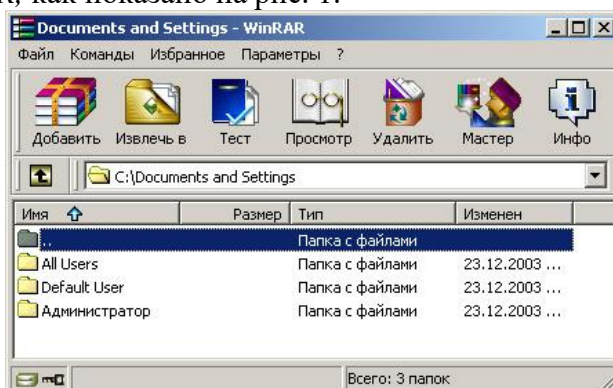 как показано на рис. 1.
Documents and Settings - WinRAR
Файл Команды Избранное Параметры ?
Добавить Извлечь в Тест Просмотр Удалить Мастер Инфо
C:\Documents and Settings
Имя Размер Тип Изменен
.. Папка с файлами
All Users Папка с файлами 23.12.2003 ...
Default User Папка с файлами 23.12.2003 ...
Администратор Папка с файлами 23.12.2003 ...
Всего: 3 папок